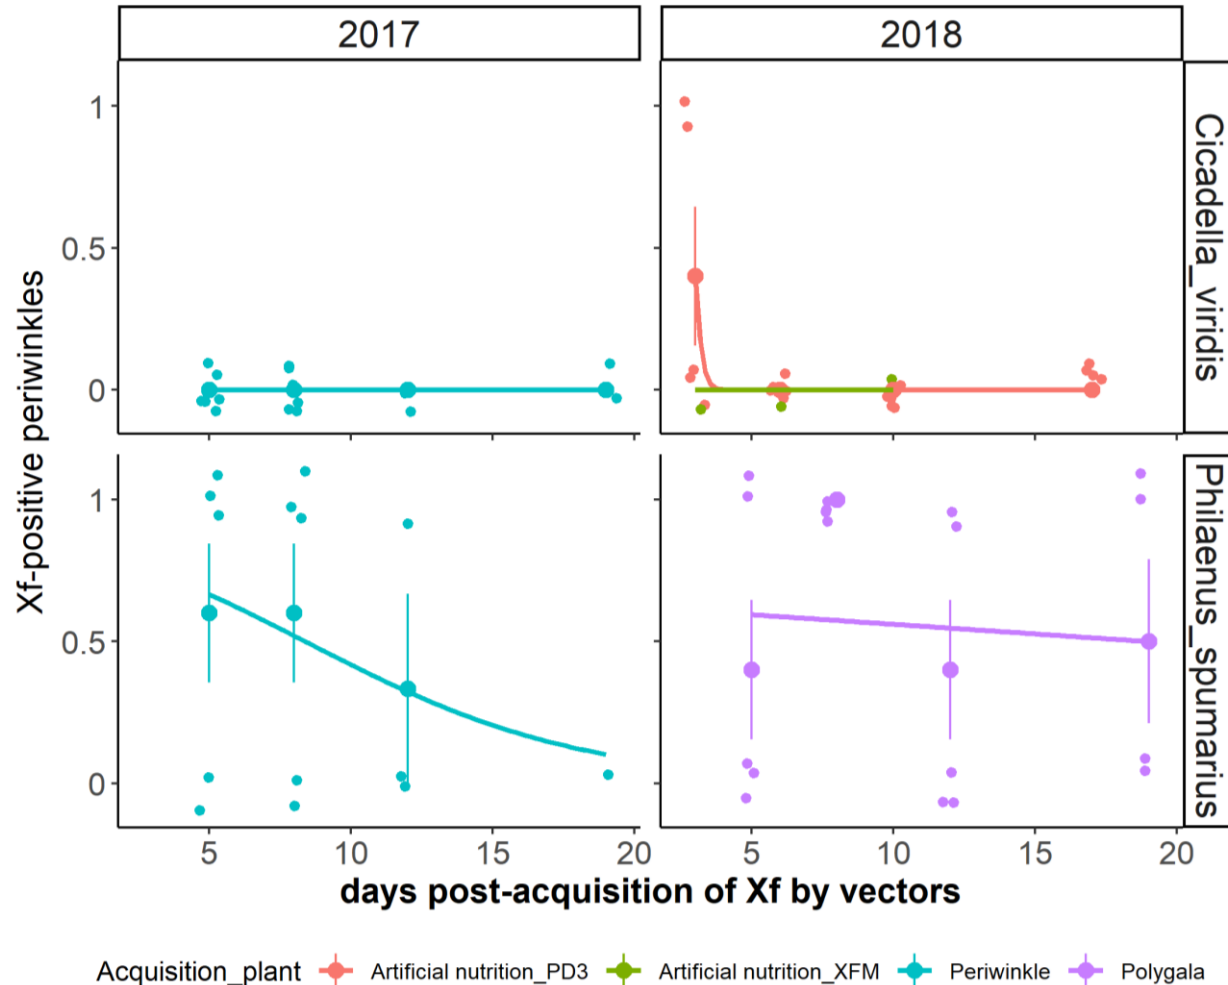 2017 2018
1
0.5
0
Cicadella_viridis
1
0.5
0
Philaenus_spumarius
Xf-positive periwinkles
5 10 15 20 5 10 15 20
days post-acquisition of Xf by vectors
Acquisition_plant Artificial nutrition_PD3 Artificial nutrition_XFM Periwinkle Polygala